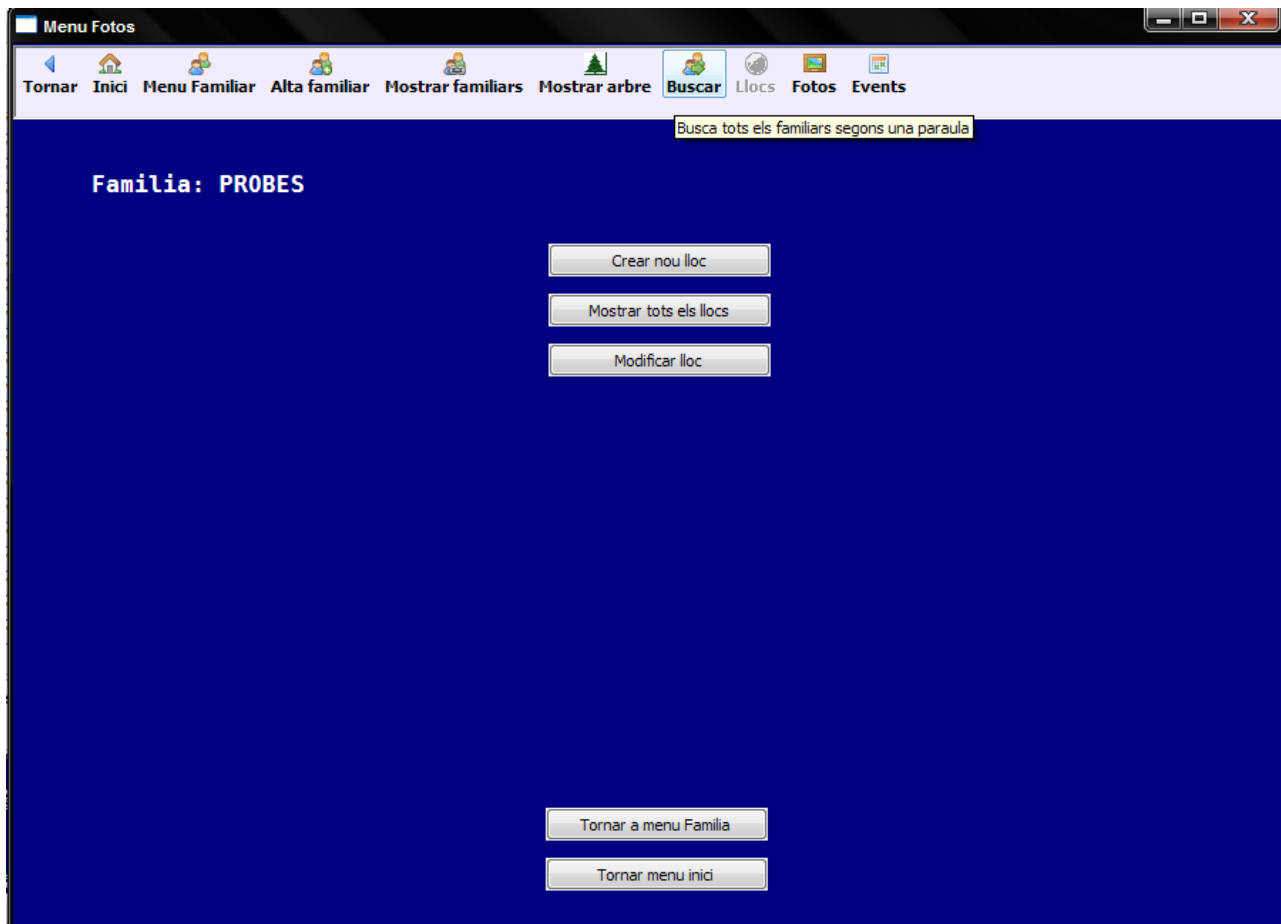 Menu Fotos
Tornar Inici Menu Familiar Alta familiar Mostrar familiars Mostrar arbre Buscar Llocs Fotos Events
Busca tots els familiars segons una paraula
Familia: PROBES
Crear nou lloc
Mostrar tots els llocs
Modificar lloc
Tornar a menu Familia
Tornar menu inici